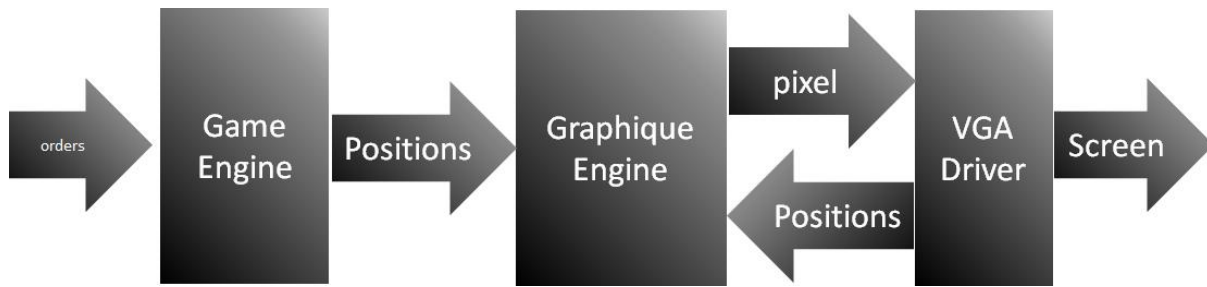 orders
Game
Engine
Positions
Graphique
Engine
pixel
Positions
VGA
Driver
Screen